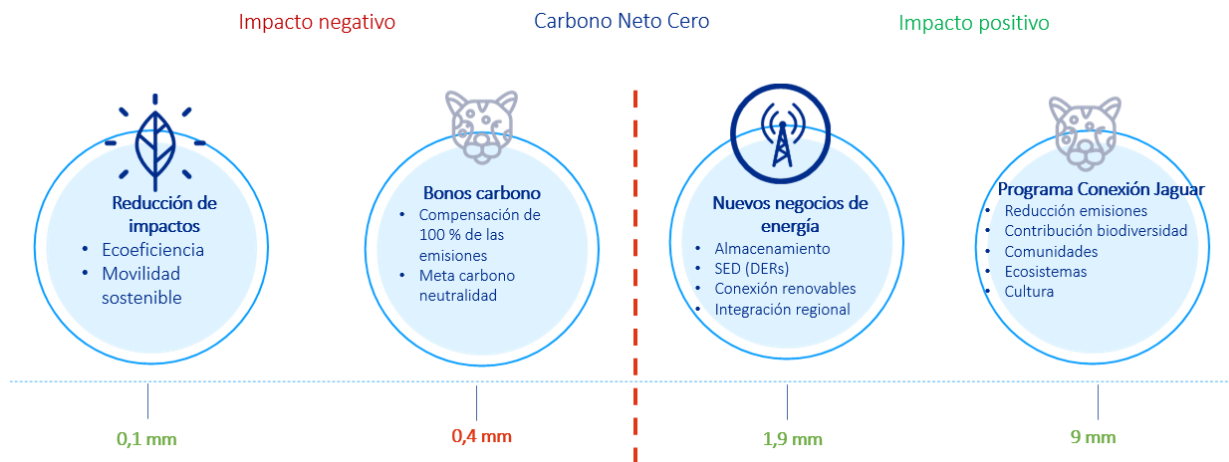 Impacto negativo
Carbono Neto Cero
Impacto positivo
Reducción de
impactos
• Ecoeficiencia
• Movilidad
sostenible
Bonos carbono
• Compensación de
100 % de las
emisiones
• Meta carbono
neutralidad
Nuevos negocios de
energía
• Almacenamiento
• SED (DERs)
• Conexión renovables
• Integración regional
Programa Conexión Jaguar
• Reducción emisiones
• Contribución biodiversidad
• Comunidades
• Ecosistemas
• Cultura
0,1 mm
0,4 mm
1,9 mm
9 mm